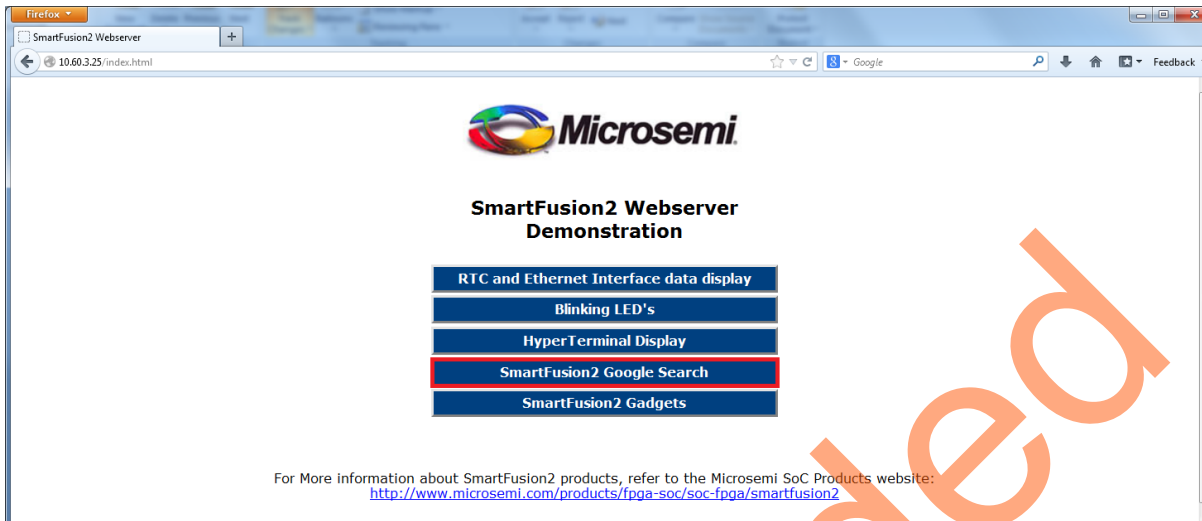 Firefox
SmartFusion2 Webserver
10.60.3.25/index.html
Google
Feedback
Microsemi
SmartFusion2 Webserver
Demonstration
RTC and Ethernet Interface data display
Blinking LED's
HyperTerminal Display
SmartFusion2 Google Search
SmartFusion2 Gadgets
For More information about SmartFusion2 products, refer to the Microsemi SoC Products website:
http://www.microsemi.com/products/fpga-soc/soc-fpga/smartfusion2
ded